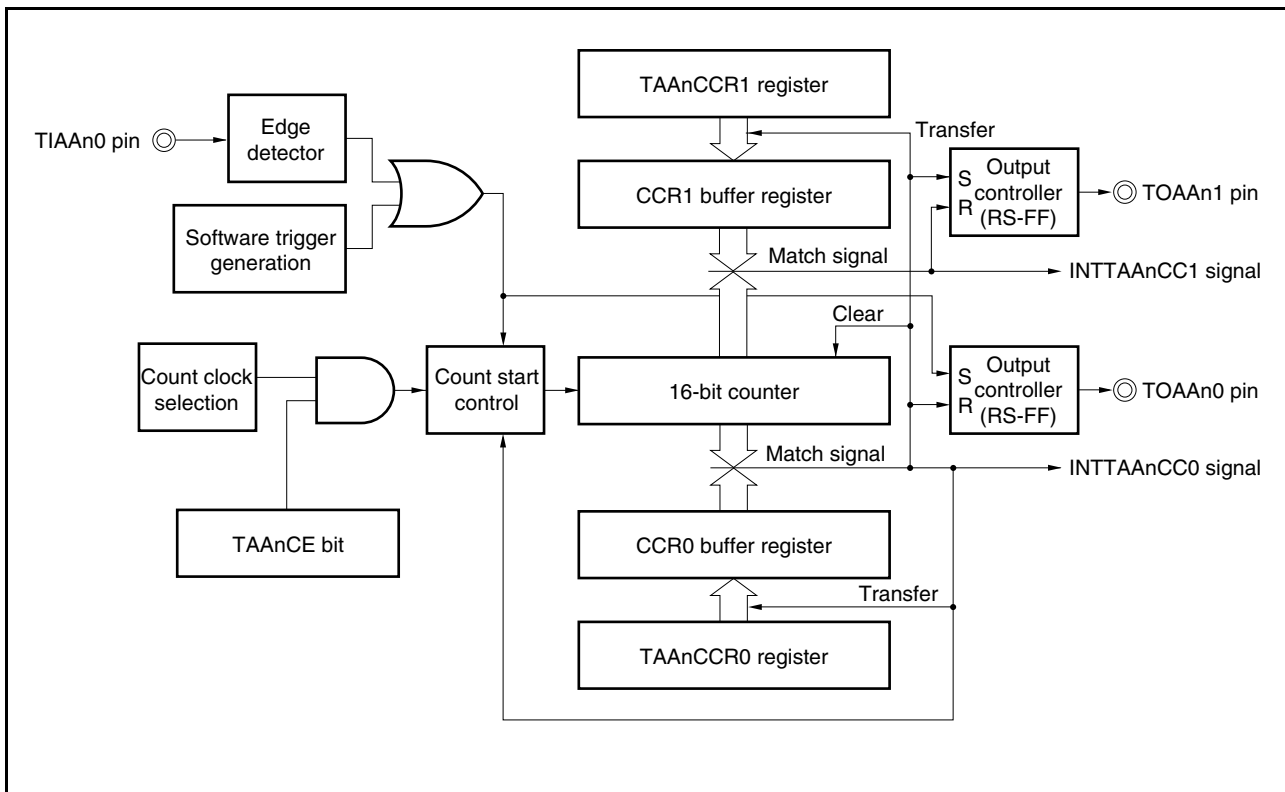 TAAnCCR1 register
TIAAn0 pin
Edge
detector
Transfer
S
R
Output
controller
(RS-FF)
TOAAn1 pin
CCR1 buffer register
Software trigger
generation
Match signal
INTTAAnCC1 signal
Clear
Count clock
selection
Count start
control
16-bit counter
S
R
Output
controller
(RS-FF)
TOAAn0 pin
Match signal
INTTAAnCC0 signal
TAAnCE bit
CCR0 buffer register
Transfer
TAAnCCR0 register